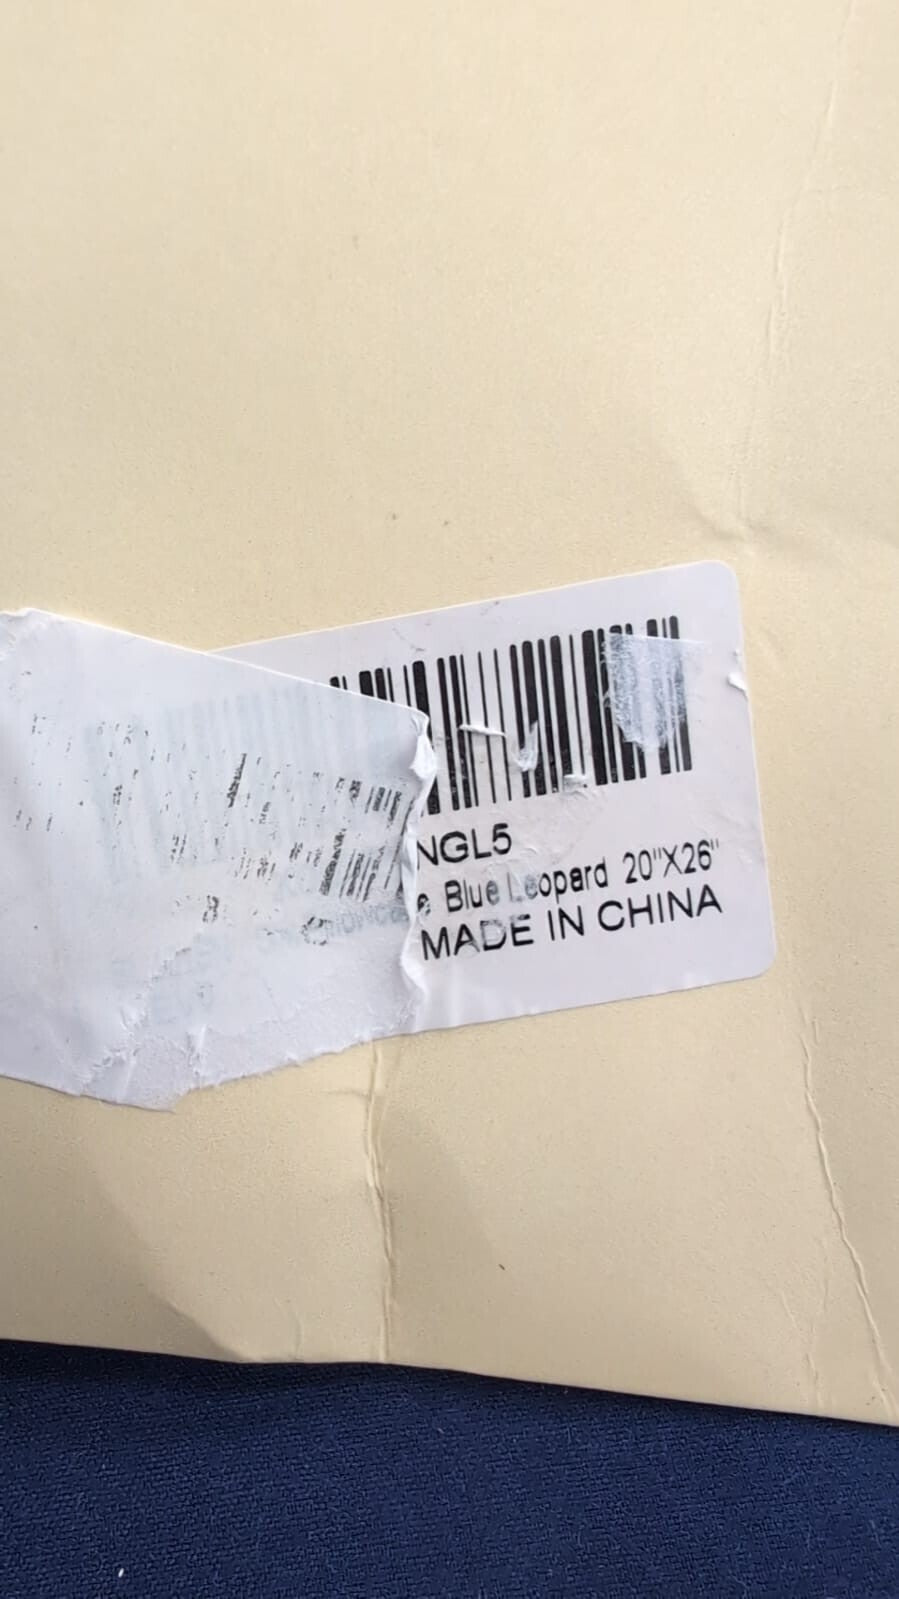 NGL5
e Blue Leopard 20"X26"
MADE IN CHINA